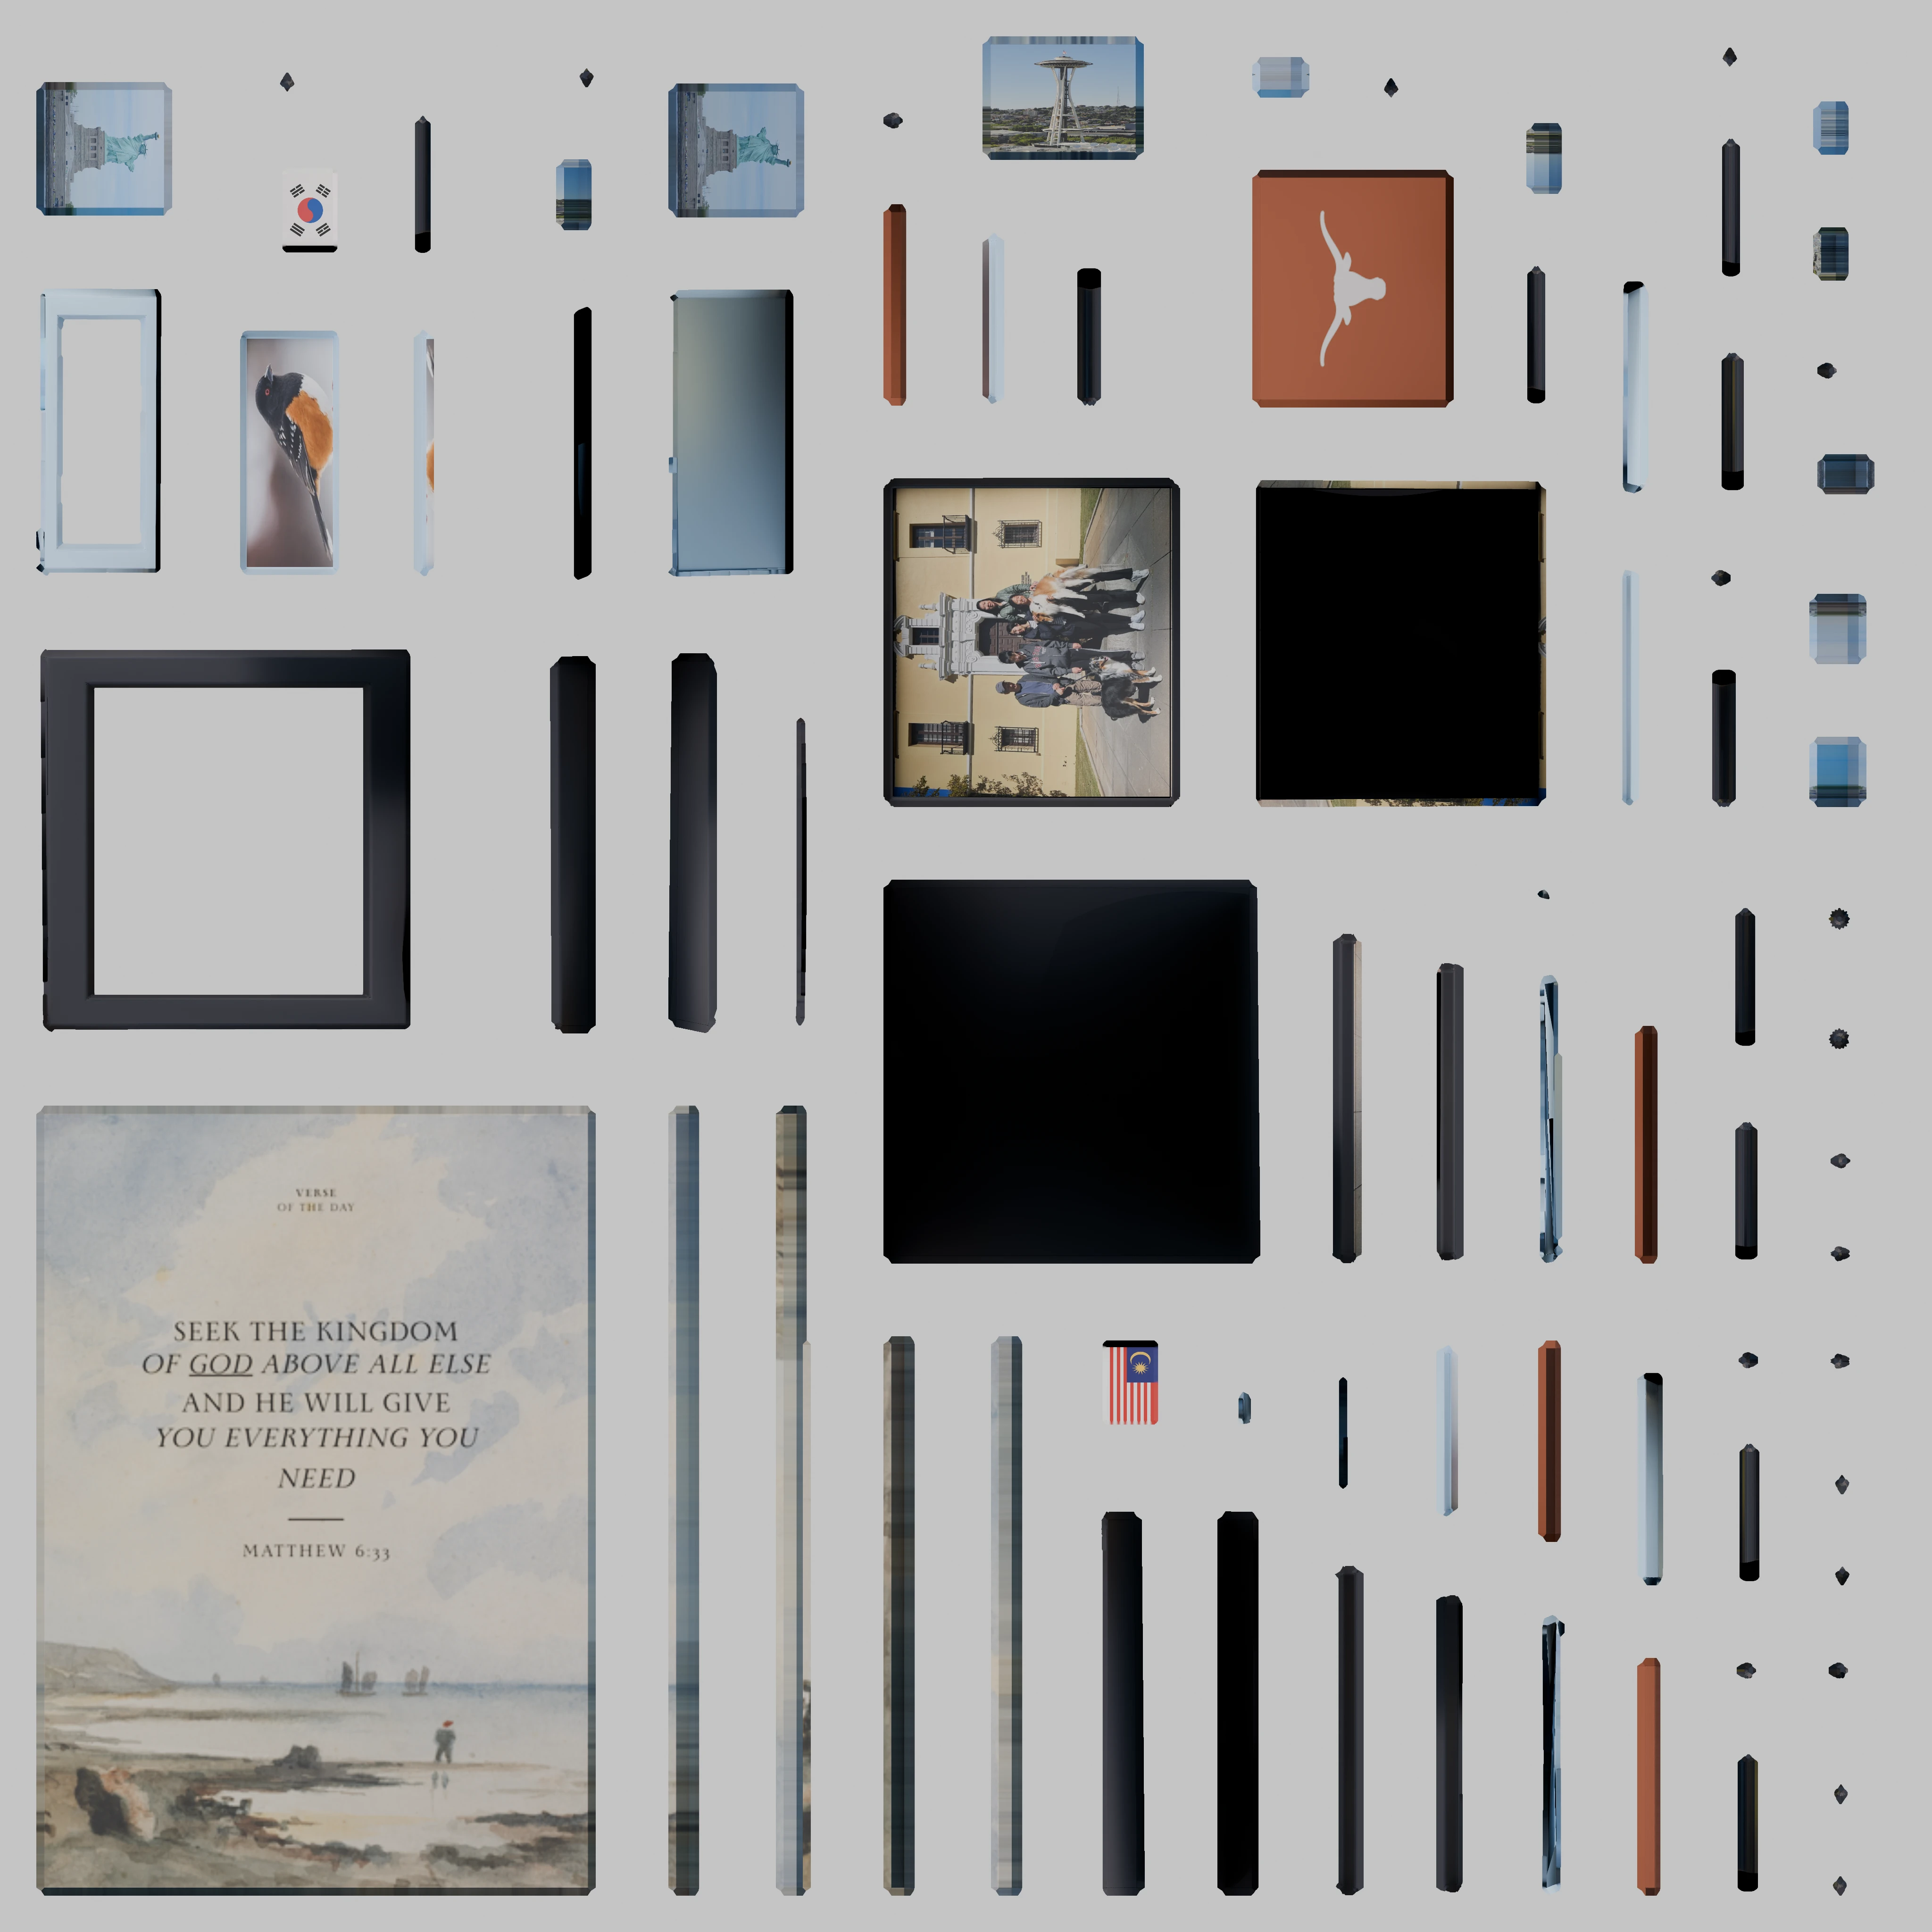 VERSE
OF THE DAY
SEEK THE KINGDOM
OF GOD ABOVE ALL ELSE
AND HE WILL GIVE
YOU EVERYTHING YOU
NEED
MATTHEW 6:33